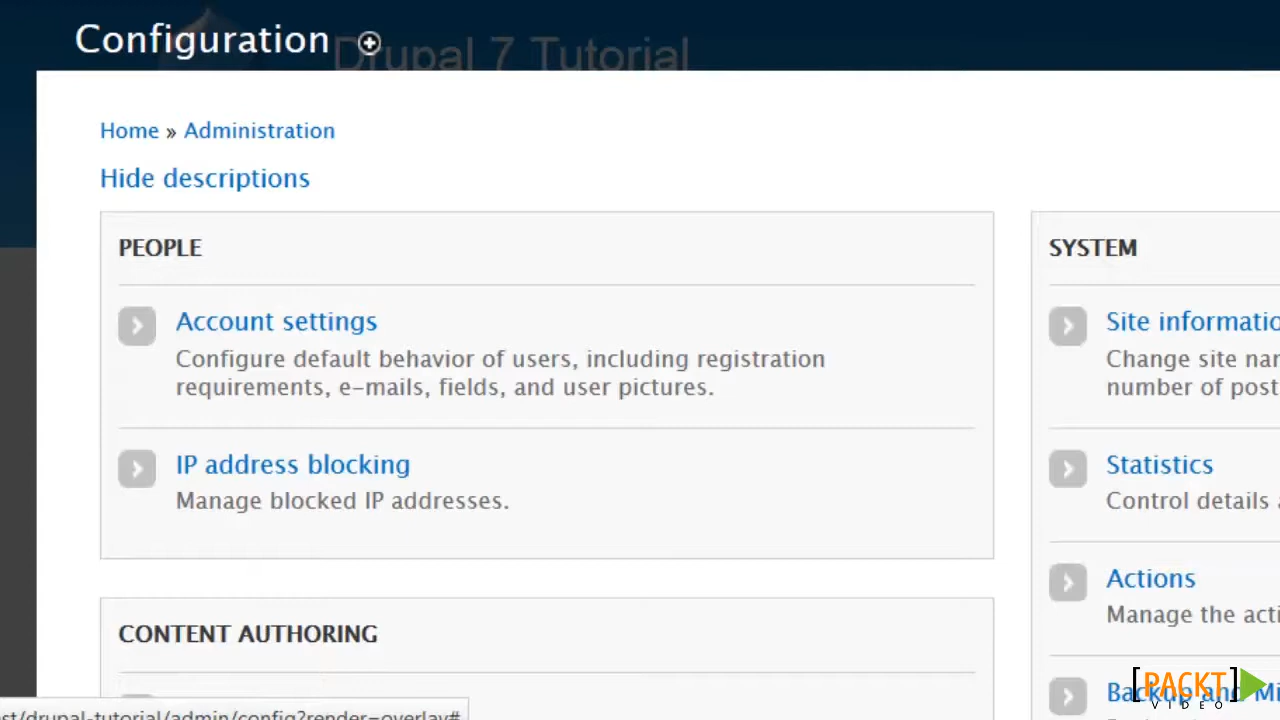 Configuration
Drupal 7 Tutorial
Home » Administration
Hide descriptions
PEOPLE
Account settings
Configure default behavior of users, including registration
requirements, e-mails, fields, and user pictures.
IP address blocking
Manage blocked IP addresses.
CONTENT AUTHORING
SYSTEM
Site informatio
Change site nar
number of post
Statistics
Control details
Actions
Manage the acti
Backup and Mi
[PACKT]
VIDEO
st/drupal-tutorial/admin/config?render=overlay#